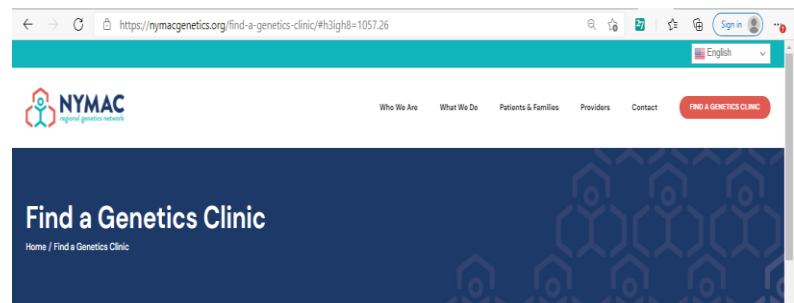 https://nymacgenetics.org/find-a-genetics-clinic/#h3igh8=1057.26
Sign in
English
NYMAC
regional genetics network
Who We Are What We Do Patients & Families Providers Contact FIND A GENETICS CLINIC
Find a Genetics Clinic
Home / Find a Genetics Clinic